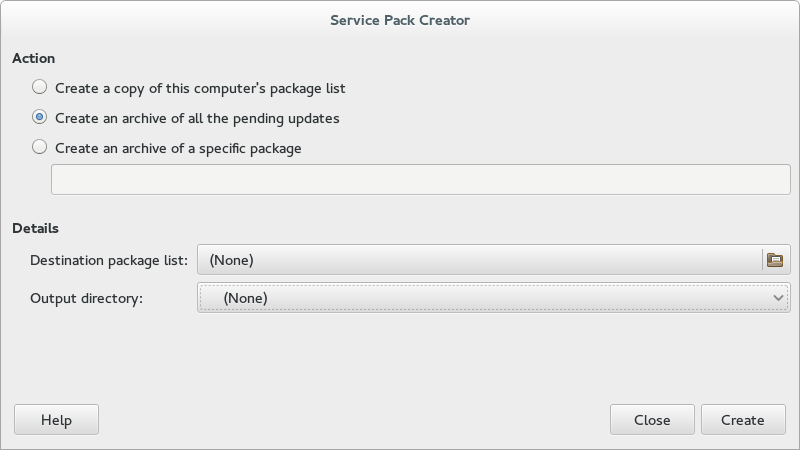 Service Pack Creator
Action
Create a copy of this computer's package list
Create an archive of all the pending updates
Create an archive of a specific package
Details
Destination package list: (None)
Output directory: (None)
Help Close Create